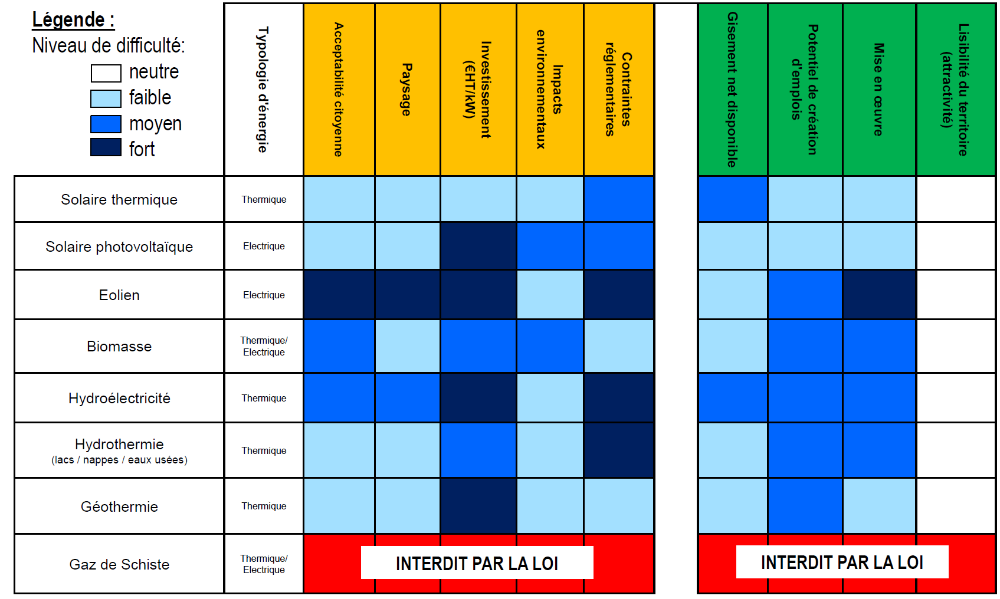 Légende :
Niveau de difficulté:
neutre
faible
moyen
fort
Typologie d'énergie
Acceptabilité citoyenne
Paysage
Investissement
(€HT/kW)
Impacts
environnementaux
Contraintes
réglementaires
Gisement net disponible
Potentiel de création
d'emplois
Mise en œuvre
Lisibilité du territoire
(attractivité)
Solaire thermique
Thermique
Solaire photovoltaïque
Electrique
Eolien
Electrique
Biomasse
Thermique/
Electrique
Hydroélectricité
Thermique
Hydrothermie
(lacs / nappes / eaux usées)
Thermique
Géothermie
Thermique
Gaz de Schiste
Thermique/
Electrique
INTERDIT PAR LA LOI
INTERDIT PAR LA LOI